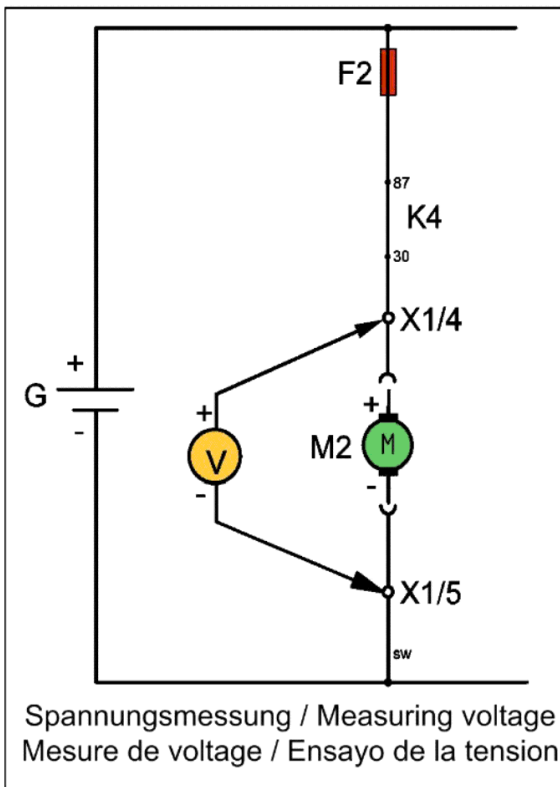 F2
87
K4
30
X1/4
+
G
-
+
V
-
+
M2 M
-
X1/5
sw
Spannungsmessung / Measuring voltage
Mesure de voltage / Ensayo de la tension